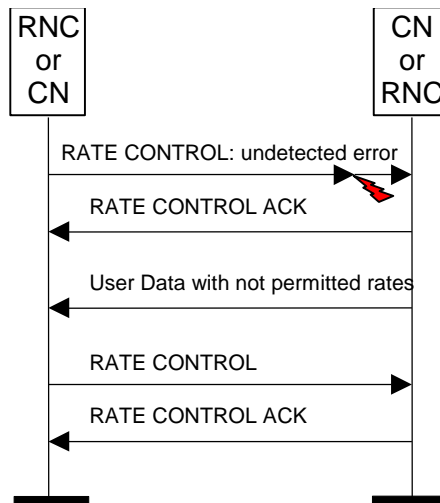 RNC
or
CN
CN
or
RNC
RATE CONTROL: undetected error
RATE CONTROL ACK
User Data with not permitted rates
RATE CONTROL
RATE CONTROL ACK